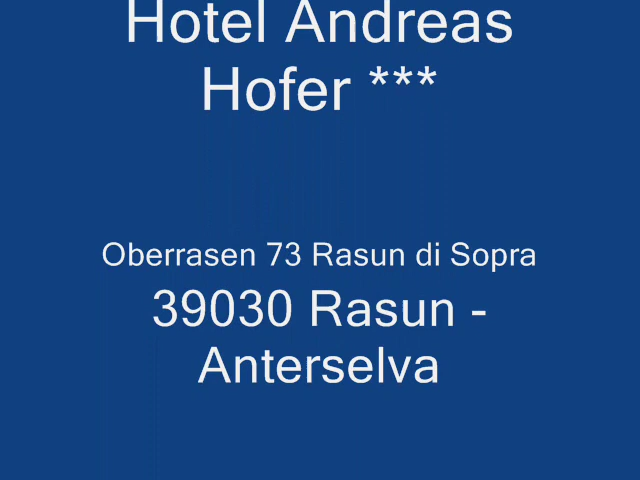 Hotel Andreas
Hofer ***
Oberrasen 73 Rasun di Sopra
39030 Rasun -
Anterselva